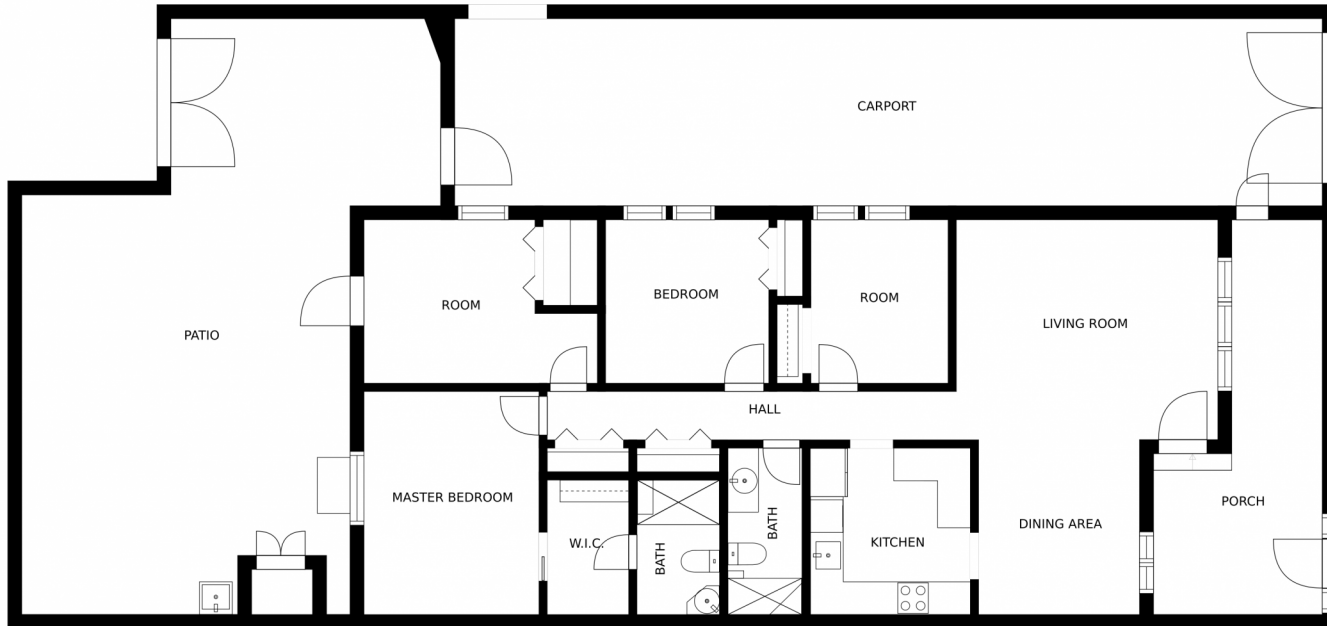 CARPORT
PATIO
ROOM
BEDROOM
ROOM
LIVING ROOM
HALL
MASTER BEDROOM
W.I.C.
BATH
BATH
KITCHEN
DINING AREA
PORCH